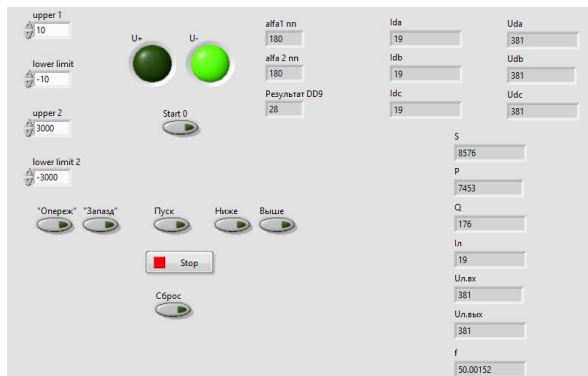 upper 1
10
lower limit
-10
upper 2
3000
lower limit 2
-3000
U+
U-
Start 0
alfa1 nn
180
alfa 2 nn
180
Результат DD9
28
Ida
19
Idb
19
Idc
19
Uda
381
Udb
381
Udc
381
S
8576
P
7453
Q
176
Iл
19
Uл.вх
381
Uл.вых
381
f
50.00152
"Опереж" "Запазд" Пуск Ниже Выше
Stop
Сброс